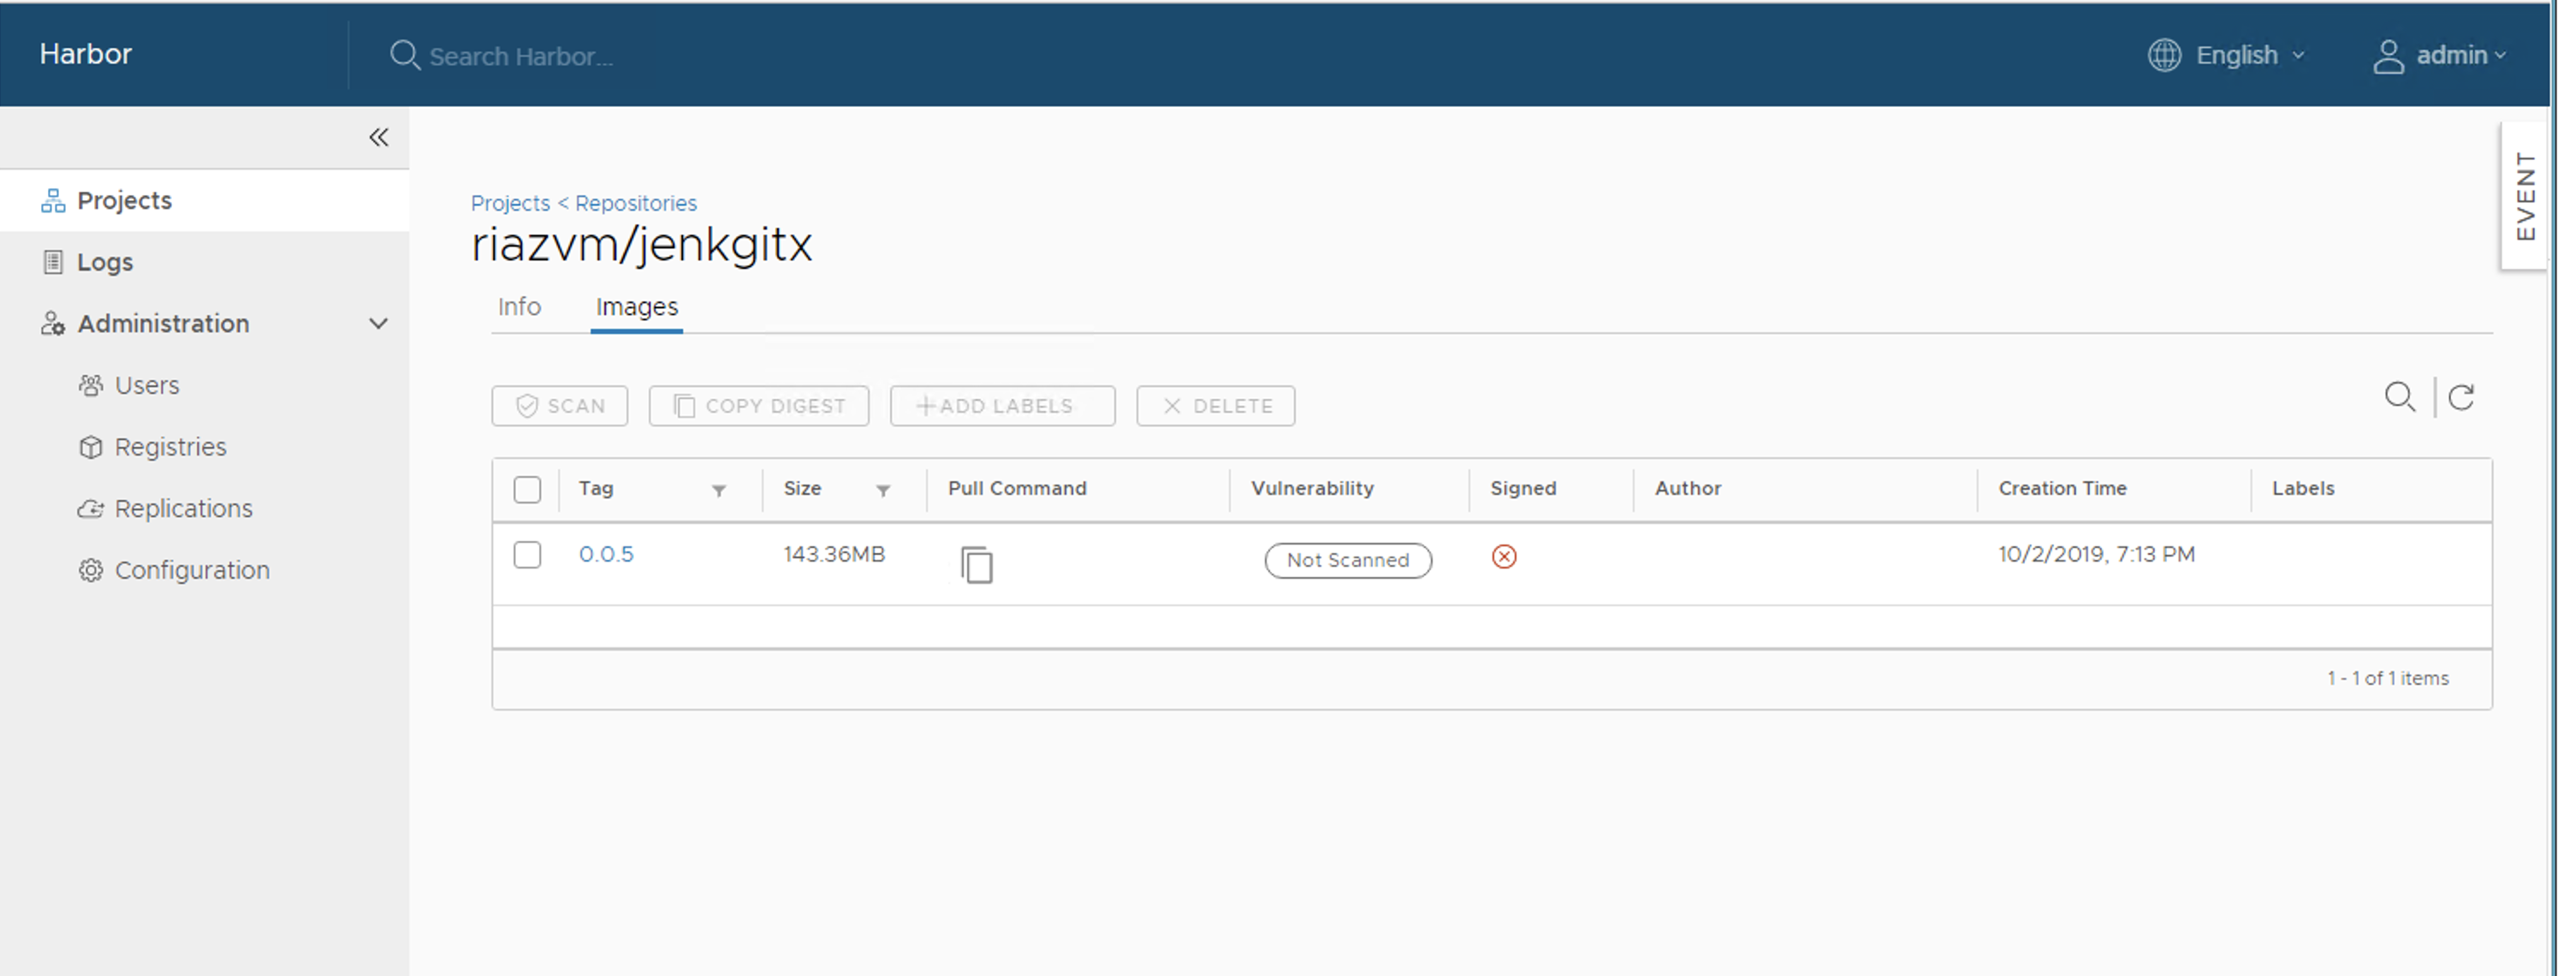 Harbor
Search Harbor...
English
admin
EVENT
Projects
Logs
Administration
Users
Registries
Replications
Configuration
Projects < Repositories
riazvm/jenkgitx
Info Images
SCAN COPY DIGEST +ADD LABELS × DELETE
Tag Size Pull Command Vulnerability Signed Author Creation Time Labels
0.0.5 143.36MB Not Scanned 10/2/2019, 7:13 PM
1 - 1 of 1 items